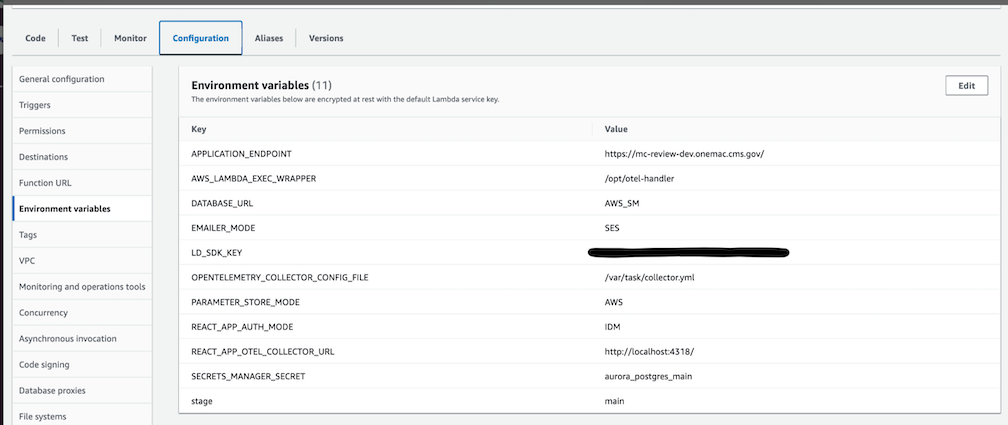 Code Test Monitor Configuration Aliases Versions
General configuration
Triggers
Permissions
Destinations
Function URL
Environment variables
Tags
VPC
Monitoring and operations tools
Concurrency
Asynchronous invocation
Code signing
Database proxies
File systems
Environment variables (11)
Edit
The environment variables below are encrypted at rest with the default Lambda service key.
Key Value
APPLICATION_ENDPOINT https://mc-review-dev.onemac.cms.gov/
AWS_LAMBDA_EXEC_WRAPPER /opt/otel-handler
DATABASE_URL AWS_SM
EMAILER_MODE SES
LD_SDK_KEY
OPENTELEMETRY_COLLECTOR_CONFIG_FILE /var/task/collector.yml
PARAMETER_STORE_MODE AWS
REACT_APP_AUTH_MODE IDM
REACT_APP_OTEL_COLLECTOR_URL http://localhost:4318/
SECRETS_MANAGER_SECRET aurora_postgres_main
stage main